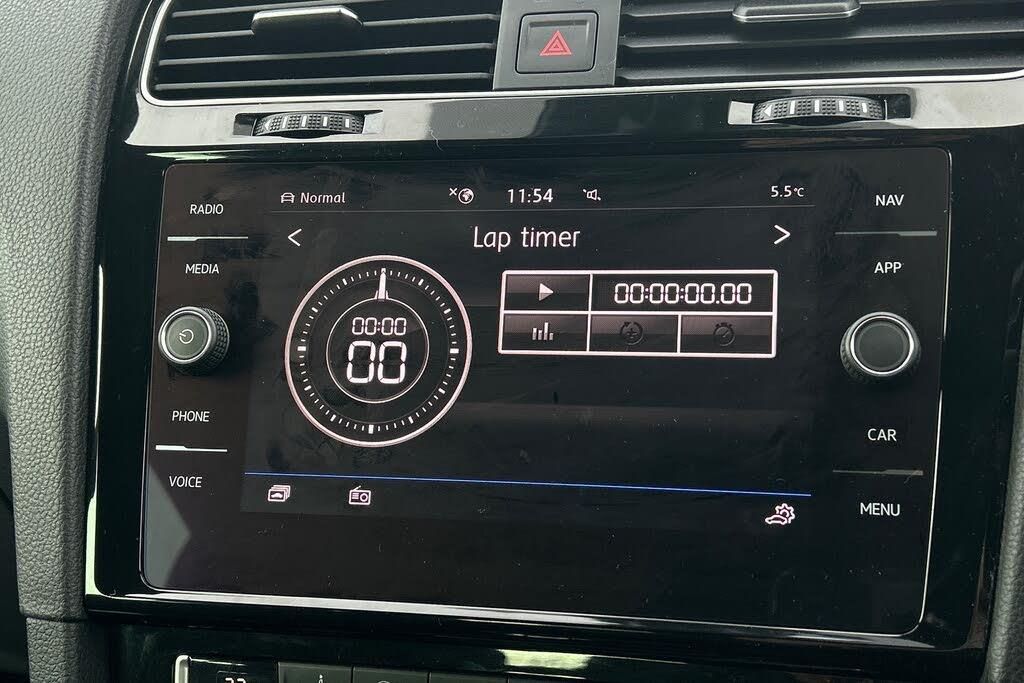 Normal
11:54
5.5°C
RADIO
NAV
<
Lap timer
>
MEDIA
APP
00:00
00
00:00:00.00
PHONE
CAR
VOICE
MENU